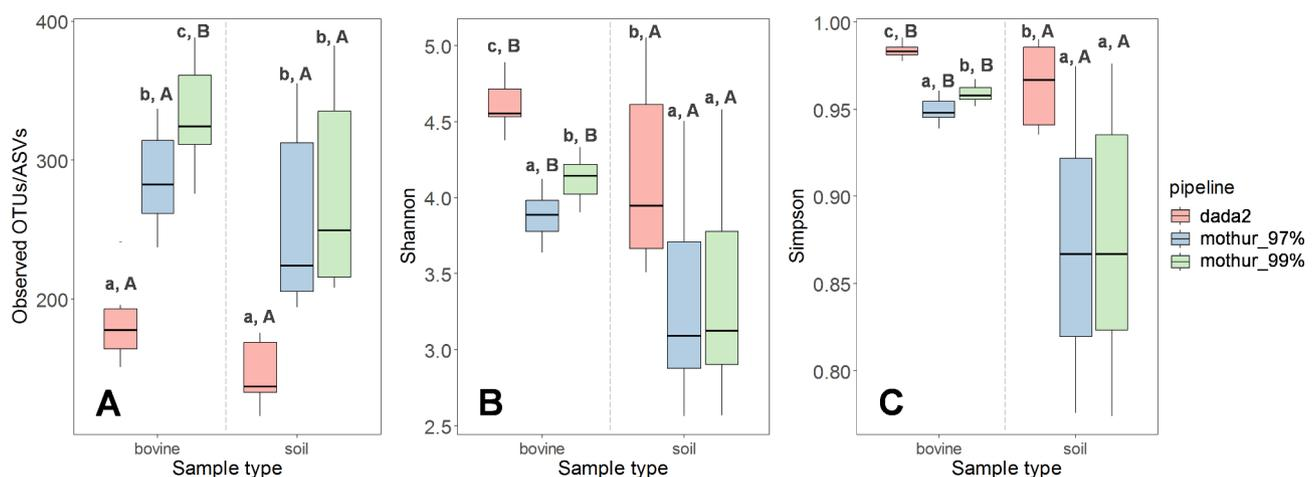 400
300
200
Observed OTUs/ASVs
a, A
b, A
c, B
a, A
b, A
b, A
A
bovine
soil
Sample type
5.0
4.5
4.0
3.5
3.0
2.5
Shannon
c, B
a, B
b, B
b, A
a, A
a, A
B
bovine
soil
Sample type
1.00
0.95
0.90
0.85
0.80
Simpson
c, B
a, B
b, B
b, A
a, A
a, A
C
bovine
soil
Sample type
pipeline
dada2
mothur_97%
mothur_99%